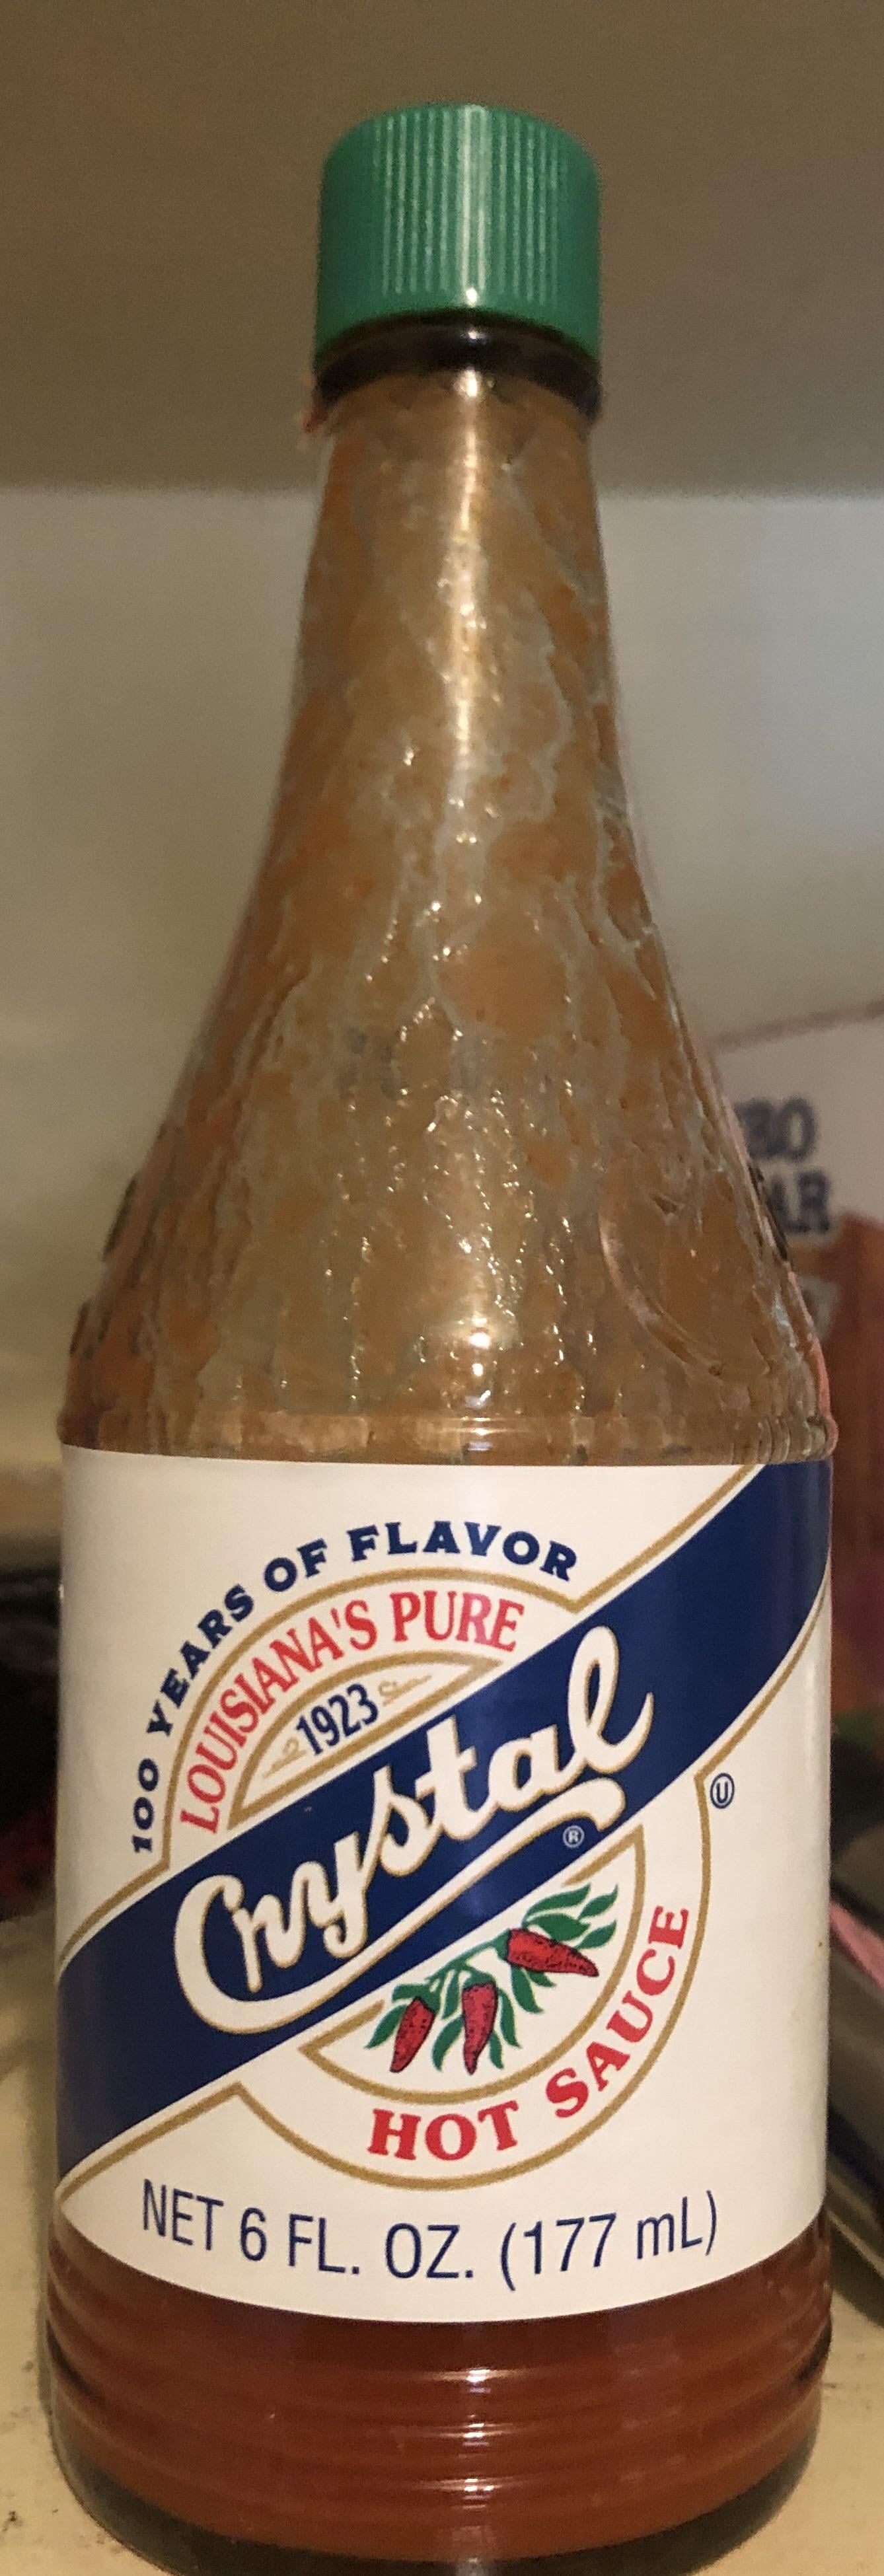 100 YEARS OF FLAVOR
LOUISIANA'S PURE
1923
Crystal®
Ⓤ
HOT SAUCE
NET 6 FL. OZ. (177 mL)